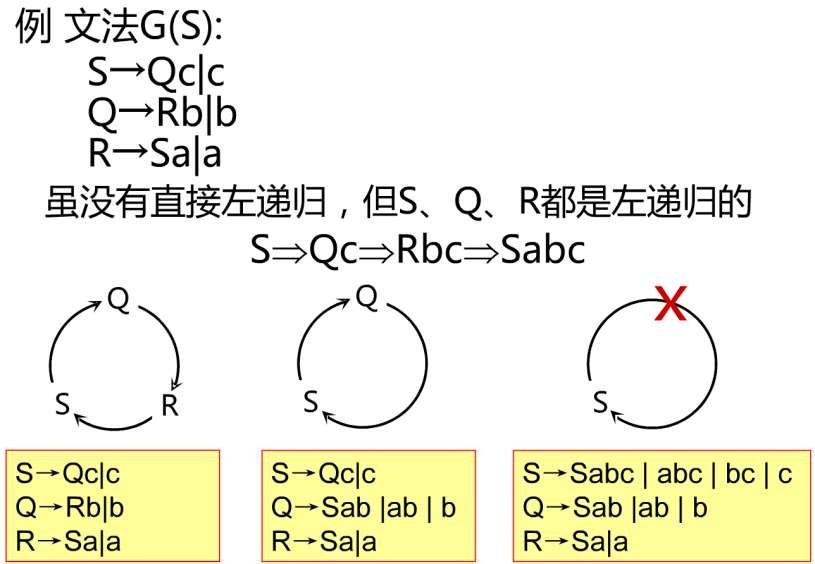 例 文法G(S):
S→Qc|c
Q→Rb|b
R→Sa|a
虽没有直接左递归，但S、Q、R都是左递归的
S⇒Qc⇒Rbc⇒Sabc
Q
S
R
Q
S
X
S
S→Qc|c
Q→Rb|b
R→Sa|a
S→Qc|c
Q→Sab |ab | b
R→Sa|a
S→Sabc | abc | bc | c
Q→Sab |ab | b
R→Sa|a